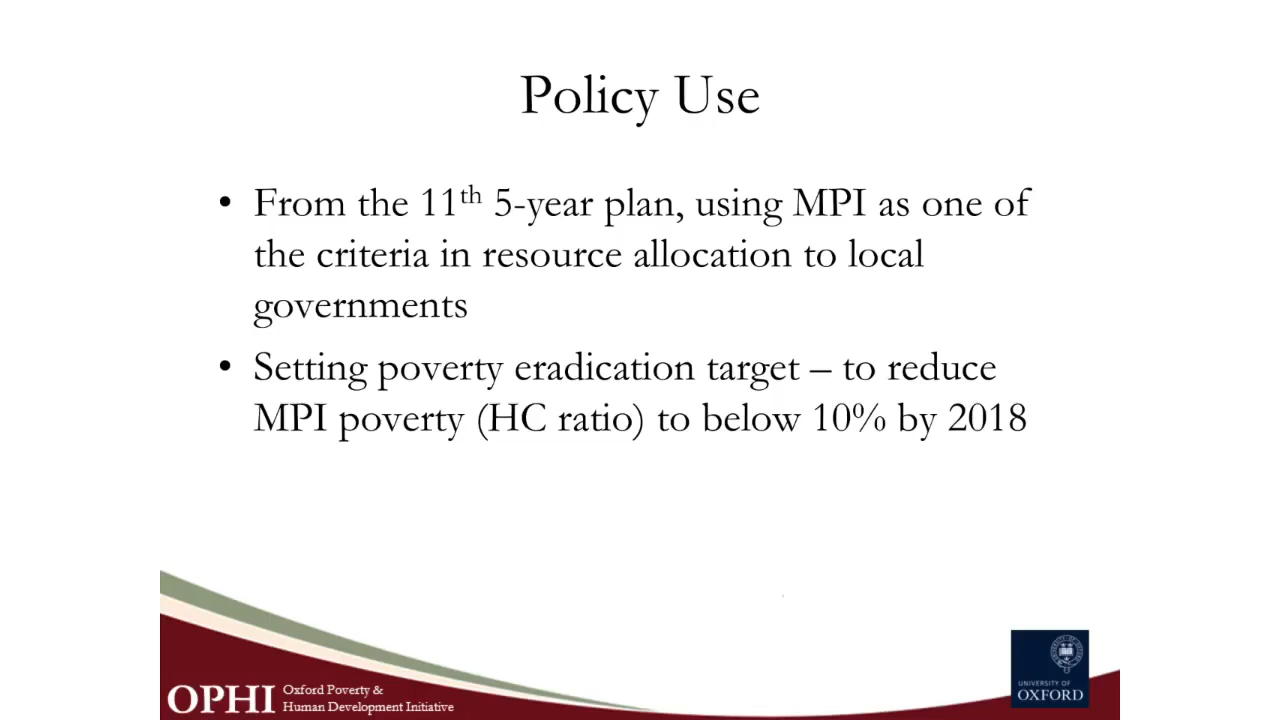 Policy Use
• From the 11th 5-year plan, using MPI as one of
the criteria in resource allocation to local
governments
• Setting poverty eradication target – to reduce
MPI poverty (HC ratio) to below 10% by 2018
OPHI
Oxford Poverty &
Human Development Initiative
UNIVERSITY OF
OXFORD